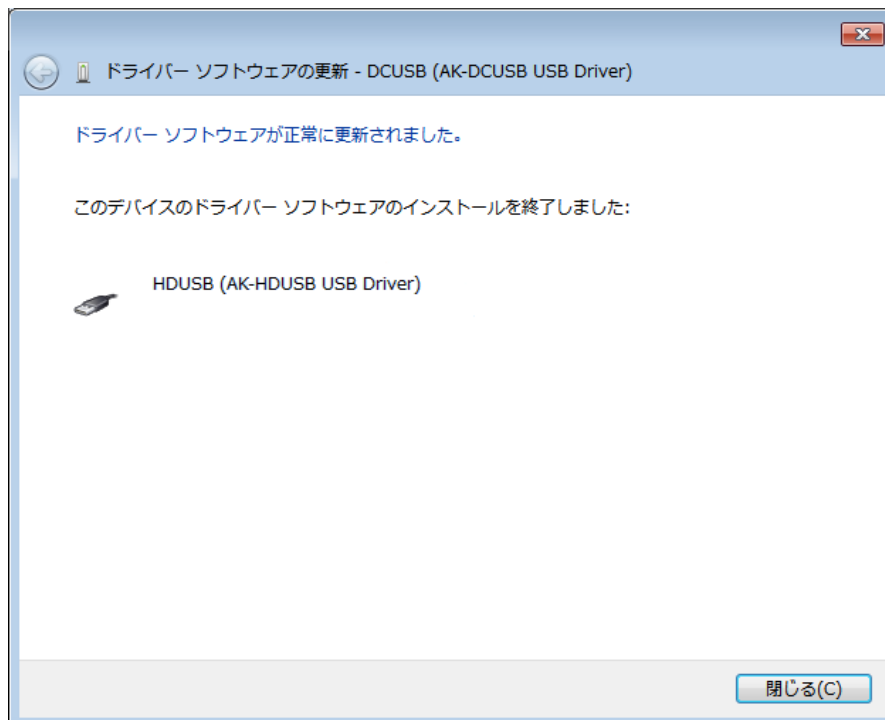 ドライバー ソフトウェアの更新 - DCUSB (AK-DCUSB USB Driver)
ドライバー ソフトウェアが正常に更新されました。
このデバイスのドライバー ソフトウェアのインストールを終了しました:
HDUSB (AK-HDUSB USB Driver)
閉じる(C)